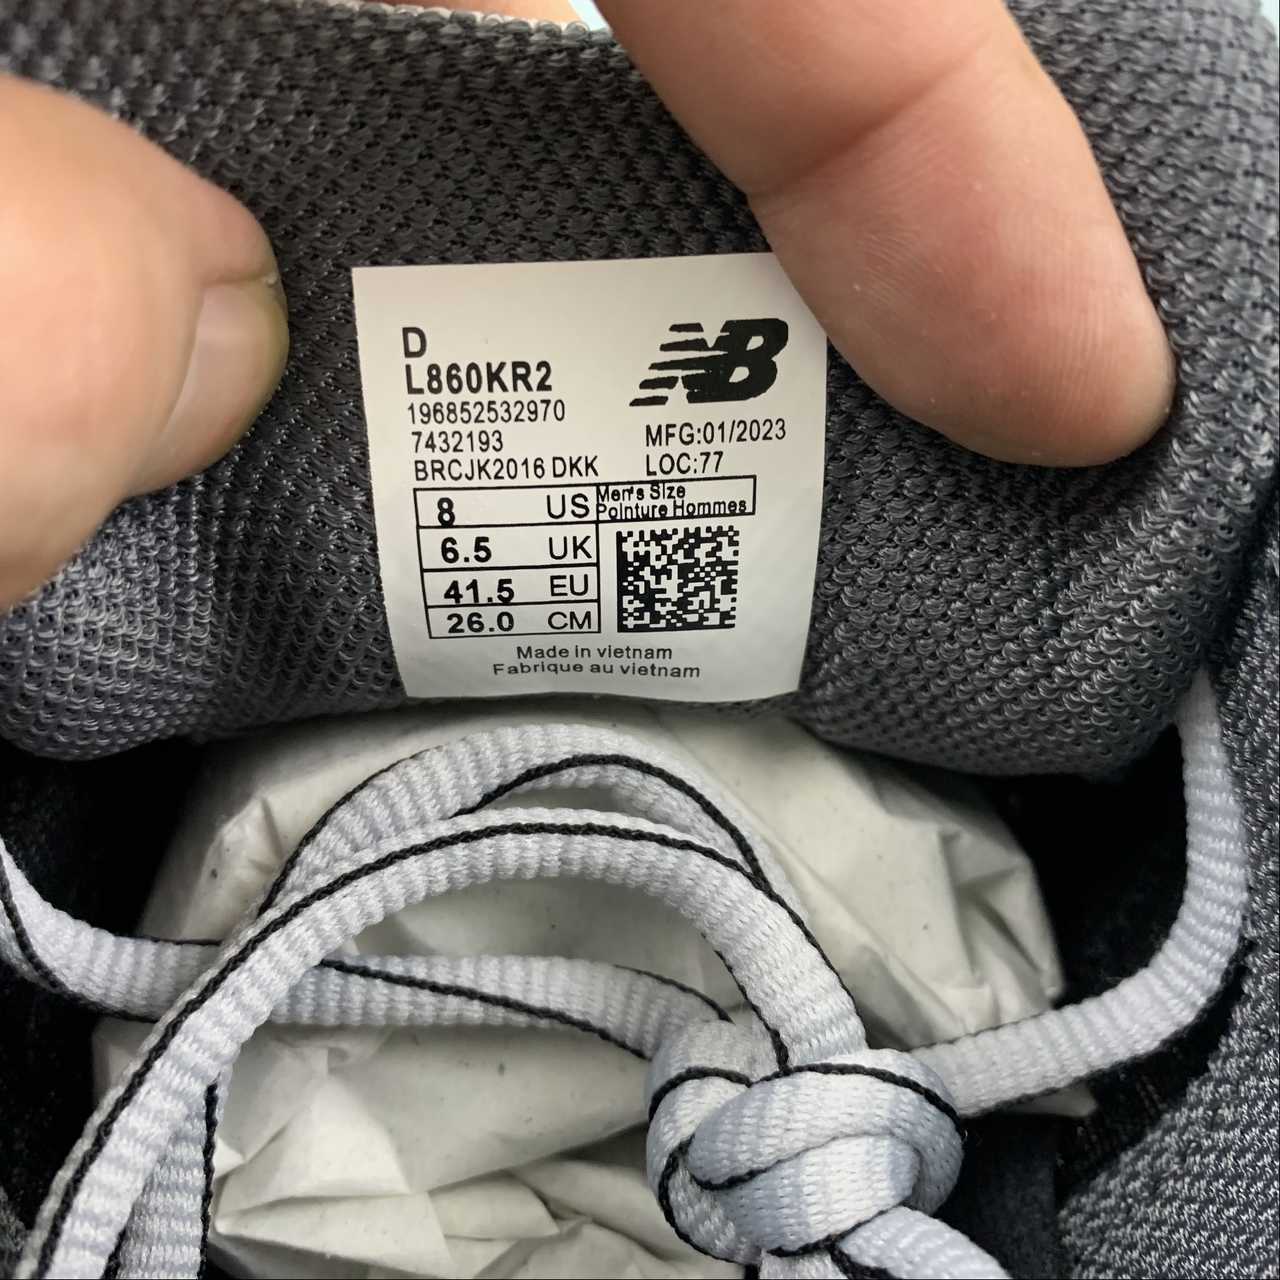 D
L860KR2
196852532970
7432193
BRCJK2016 DKK
NB
MFG:01/2023
LOC:77
8 US
Men's Size
Pointure Hommes
6.5 UK
41.5 EU
26.0 CM
Made in vietnam
Fabrique au vietnam